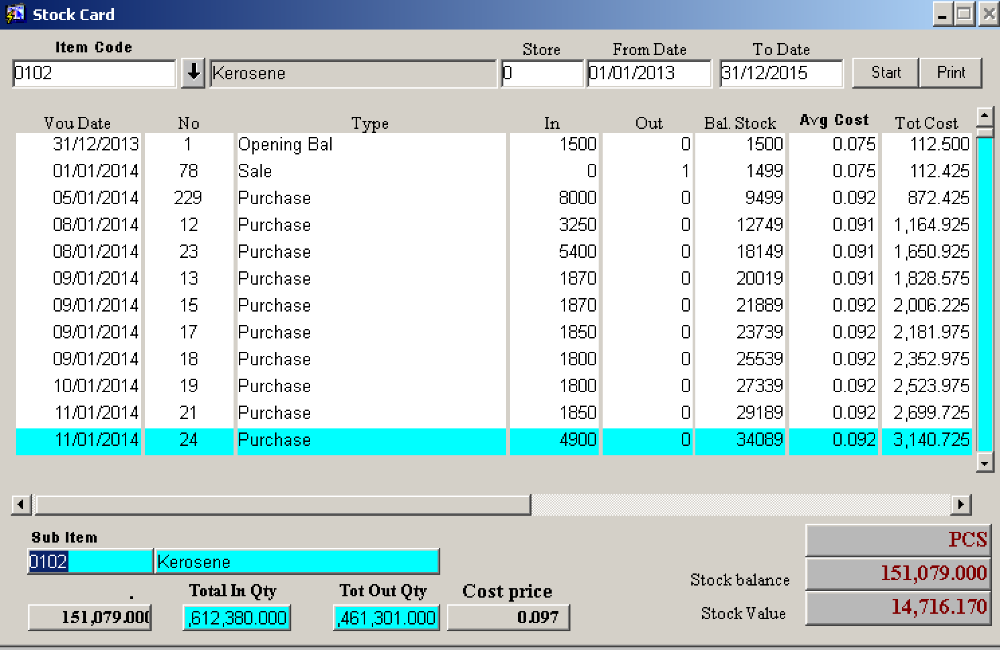 Stock Card
Item Code Store From Date To Date
0102 Kerosene 0 01/01/2013 31/12/2015 Start Print
Vou Date No Type In Out Bal. Stock Avg Cost Tot Cost
31/12/2013 1 Opening Bal 1500 0 1500 0.075 112.500
01/01/2014 78 Sale 0 1 1499 0.075 112.425
05/01/2014 229 Purchase 8000 0 9499 0.092 872.425
08/01/2014 12 Purchase 3250 0 12749 0.091 1,164.925
08/01/2014 23 Purchase 5400 0 18149 0.091 1,650.925
09/01/2014 13 Purchase 1870 0 20019 0.091 1,828.575
09/01/2014 15 Purchase 1870 0 21889 0.092 2,006.225
09/01/2014 17 Purchase 1850 0 23739 0.092 2,181.975
09/01/2014 18 Purchase 1800 0 25539 0.092 2,352.975
10/01/2014 19 Purchase 1800 0 27339 0.092 2,523.975
11/01/2014 21 Purchase 1850 0 29189 0.092 2,699.725
11/01/2014 24 Purchase 4900 0 34089 0.092 3,140.725
Sub Item
0102 Kerosene
PCS
Stock balance 151,079.000
. Total In Qty Tot Out Qty Cost price
151,079.000 ,612,380.000 ,461,301.000 0.097
Stock Value 14,716.170